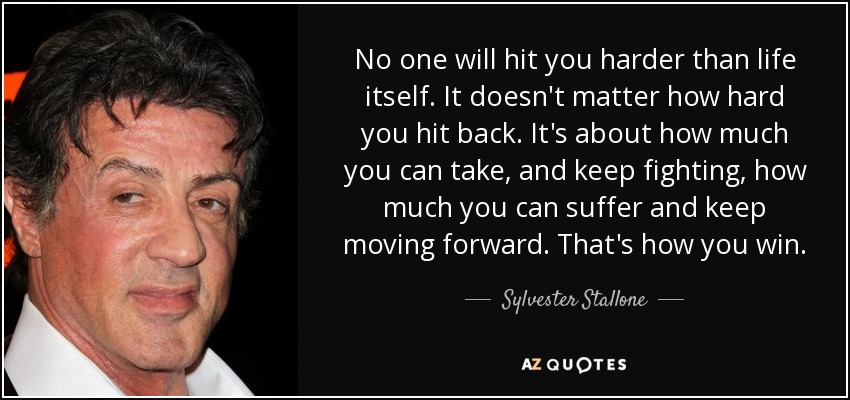 No one will hit you harder than life
itself. It doesn't matter how hard
you hit back. It's about how much
you can take, and keep fighting, how
much you can suffer and keep
moving forward. That's how you win.
Sylvester Stallone
AZ QUOTES